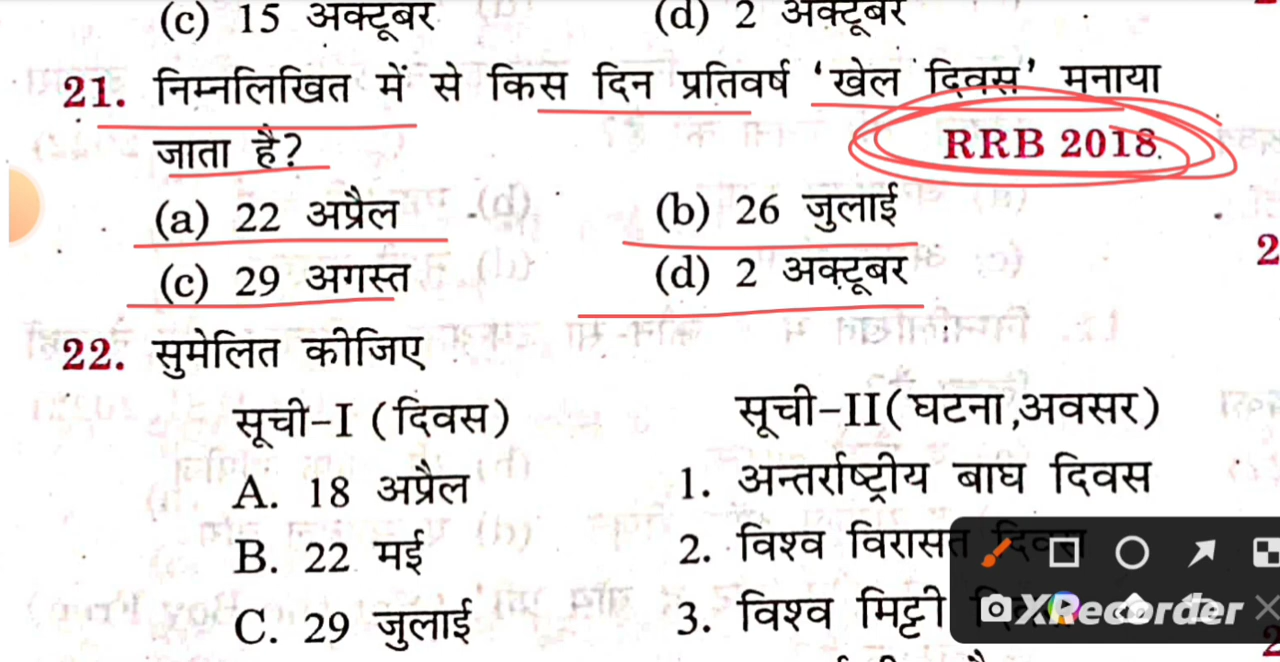 (c) 15 अक्टूबर (d) 2 अक्टूबर
21. निम्नलिखित में से किस दिन प्रतिवर्ष ‘खेल दिवस’ मनाया
जाता है? RRB 2018
(a) 22 अप्रैल (b) 26 जुलाई
(c) 29 अगस्त (d) 2 अक्टूबर
22. सुमेलित कीजिए
सूची-I (दिवस) सूची-II(घटना,अवसर)
A. 18 अप्रैल 1. अन्तर्राष्ट्रीय बाघ दिवस
B. 22 मई 2. विश्व विरासत दिवस
C. 29 जुलाई 3. विश्व मिट्टी
XRecorder